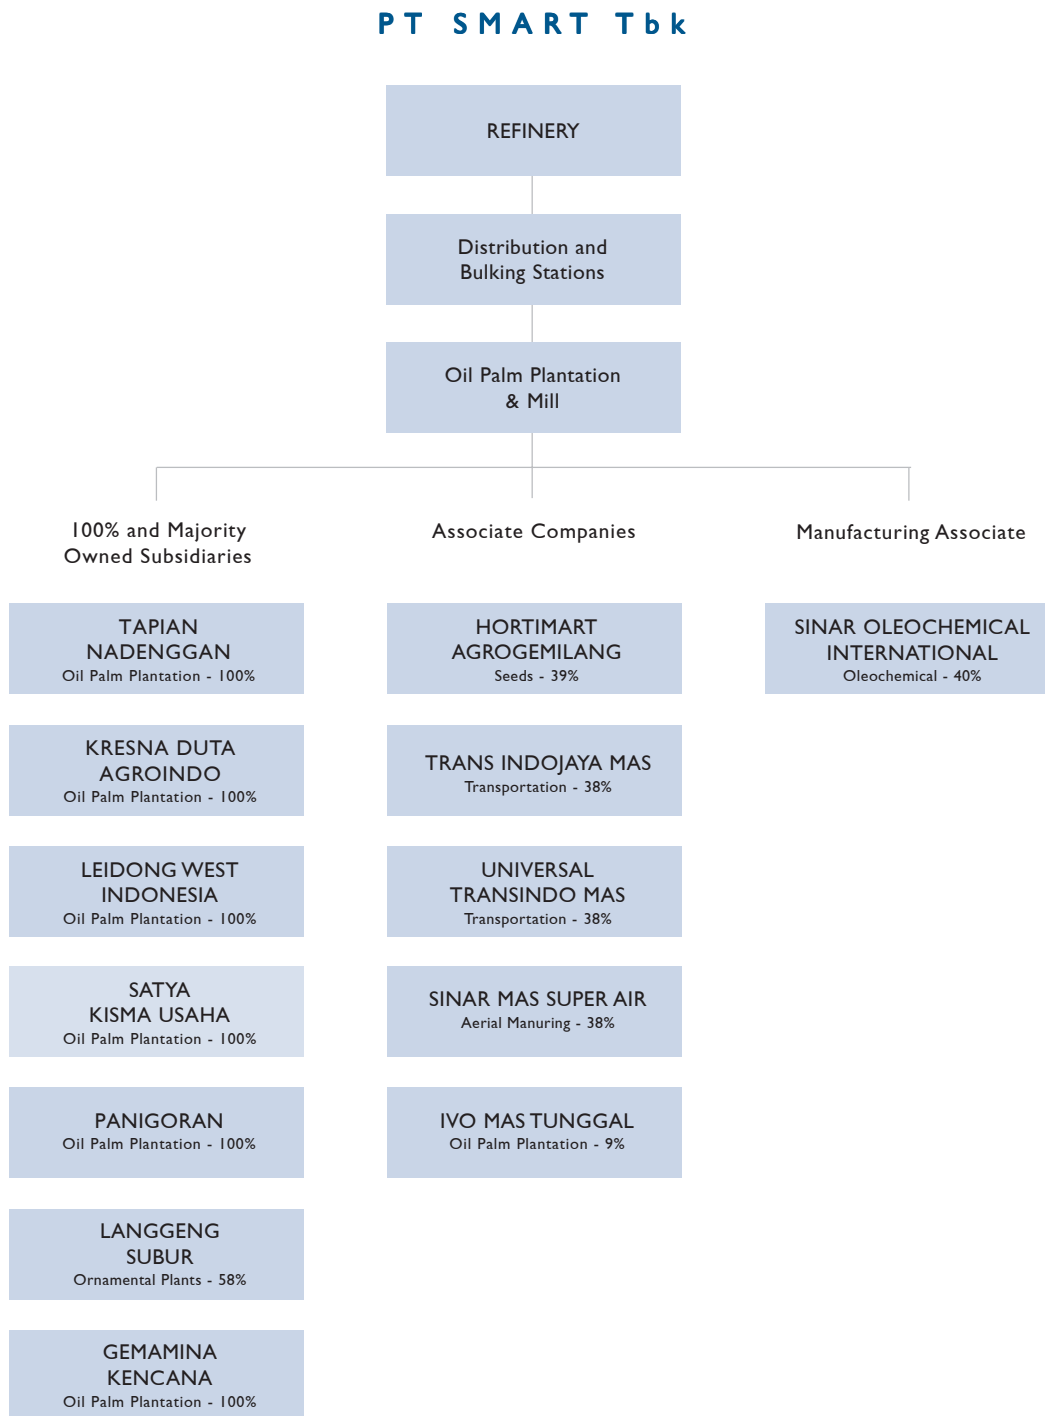 PT SMART Tbk
REFINERY
Distribution and
Bulking Stations
Oil Palm Plantation
& Mill
100% and Majority
Owned Subsidiaries
TAPIAN
NADENGGAN
Oil Palm Plantation - 100%
KRESNA DUTA
AGROINDO
Oil Palm Plantation - 100%
LEIDONG WEST
INDONESIA
Oil Palm Plantation - 100%
SATYA
KISMA USAHA
Oil Palm Plantation - 100%
PANIGORAN
Oil Palm Plantation - 100%
LANGGENG
SUBUR
Ornamental Plants - 58%
GEMAMINA
KENCANA
Oil Palm Plantation - 100%
Associate Companies
HORTIMART
AGROGEMILANG
Seeds - 39%
TRANS INDOJAYA MAS
Transportation - 38%
UNIVERSAL
TRANSINDO MAS
Transportation - 38%
SINAR MAS SUPER AIR
Aerial Manuring - 38%
IVO MAS TUNGGAL
Oil Palm Plantation - 9%
Manufacturing Associate
SINAR OLEOCHEMICAL
INTERNATIONAL
Oleochemical - 40%